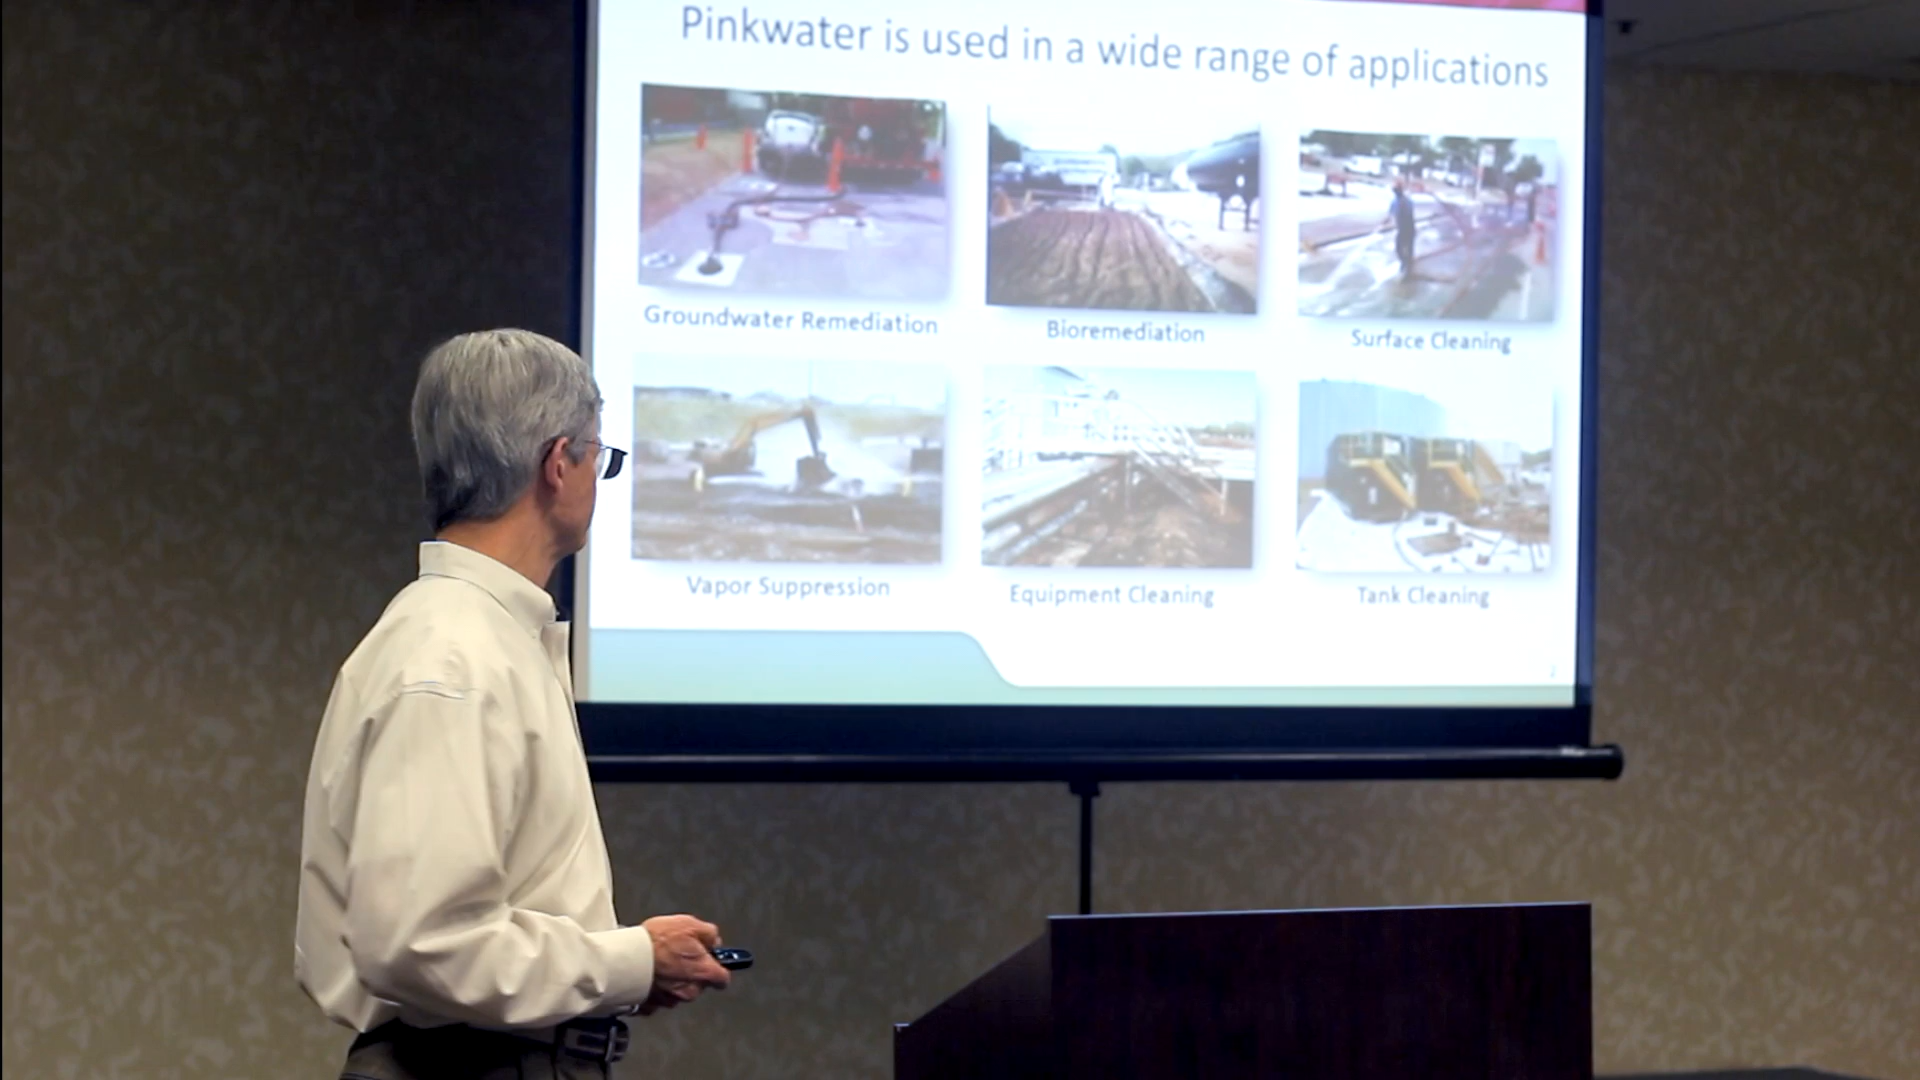 Pinkwater is used in a wide range of applications
Groundwater Remediation
Bioremediation
Surface Cleaning
Vapor Suppression
Equipment Cleaning
Tank Cleaning